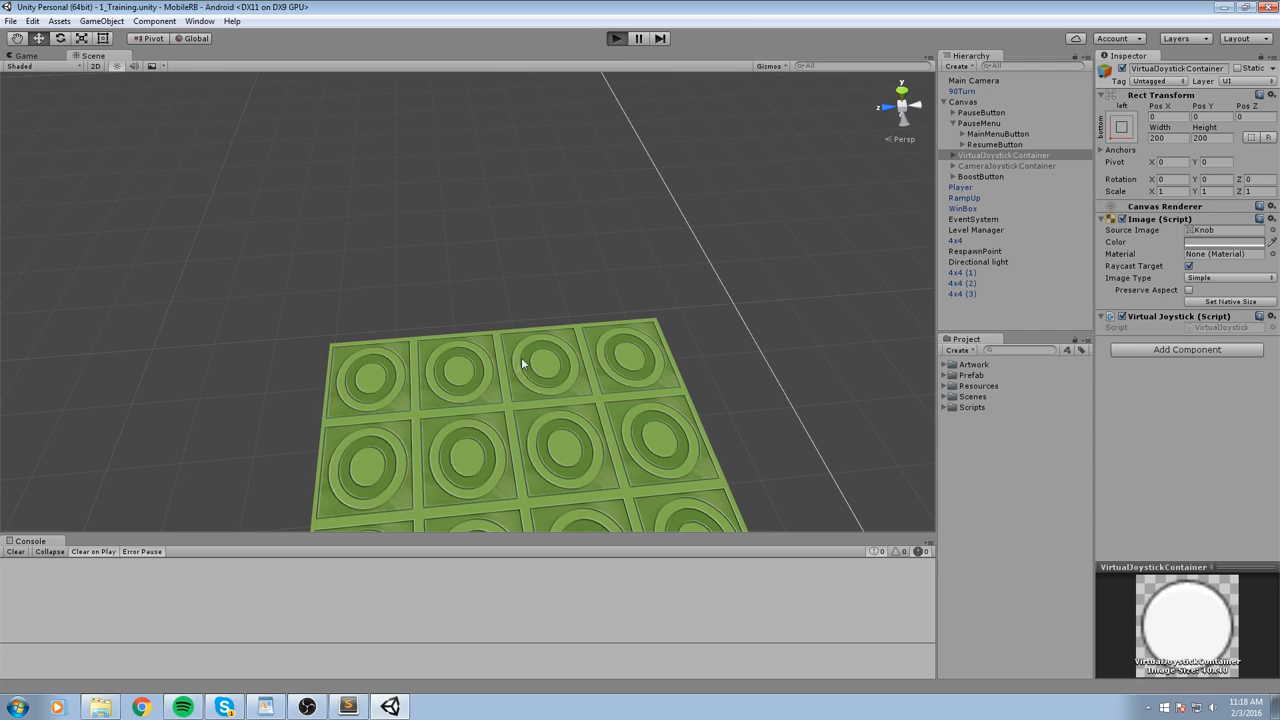 Unity Personal (64bit) - 1_Training.unity - MobileRB - Android <DX11 on DX9 GPU>
File Edit Assets GameObject Component Window Help
Pivot Global Account Layers Layout
Game Scene
Shaded 2D Gizmos All
y
z
Persp
Hierarchy
Create All
Main Camera
90Turn
Canvas
PauseButton
PauseMenu
MainMenuButton
ResumeButton
VirtualJoystickContainer
CameraJoystickContainer
BoostButton
Player
RampUp
WinBox
EventSystem
Level Manager
4x4
RespawnPoint
Directional light
4x4 (1)
4x4 (2)
4x4 (3)
Project
Create
Artwork
Prefab
Resources
Scenes
Scripts
Inspector
VirtualJoystickContainer Static
Tag Untagged Layer UI
Rect Transform
left Pos X Pos Y Pos Z
0 0 0
bottom Width Height
200 200 R
Anchors
Pivot X 0 Y 0
Rotation X 0 Y 0 Z 0
Scale X 1 Y 1 Z 1
Canvas Renderer
Image (Script)
Source Image Knob
Color
Material None (Material)
Raycast Target
Image Type Simple
Preserve Aspect
Set Native Size
Virtual Joystick (Script)
Script VirtualJoystick
Add Component
VirtualJoystickContainer
VirtualJoystickContainer
Image Size: 40x40
Console
Clear Collapse Clear on Play Error Pause 0 0 0
11:18 AM
2/3/2016